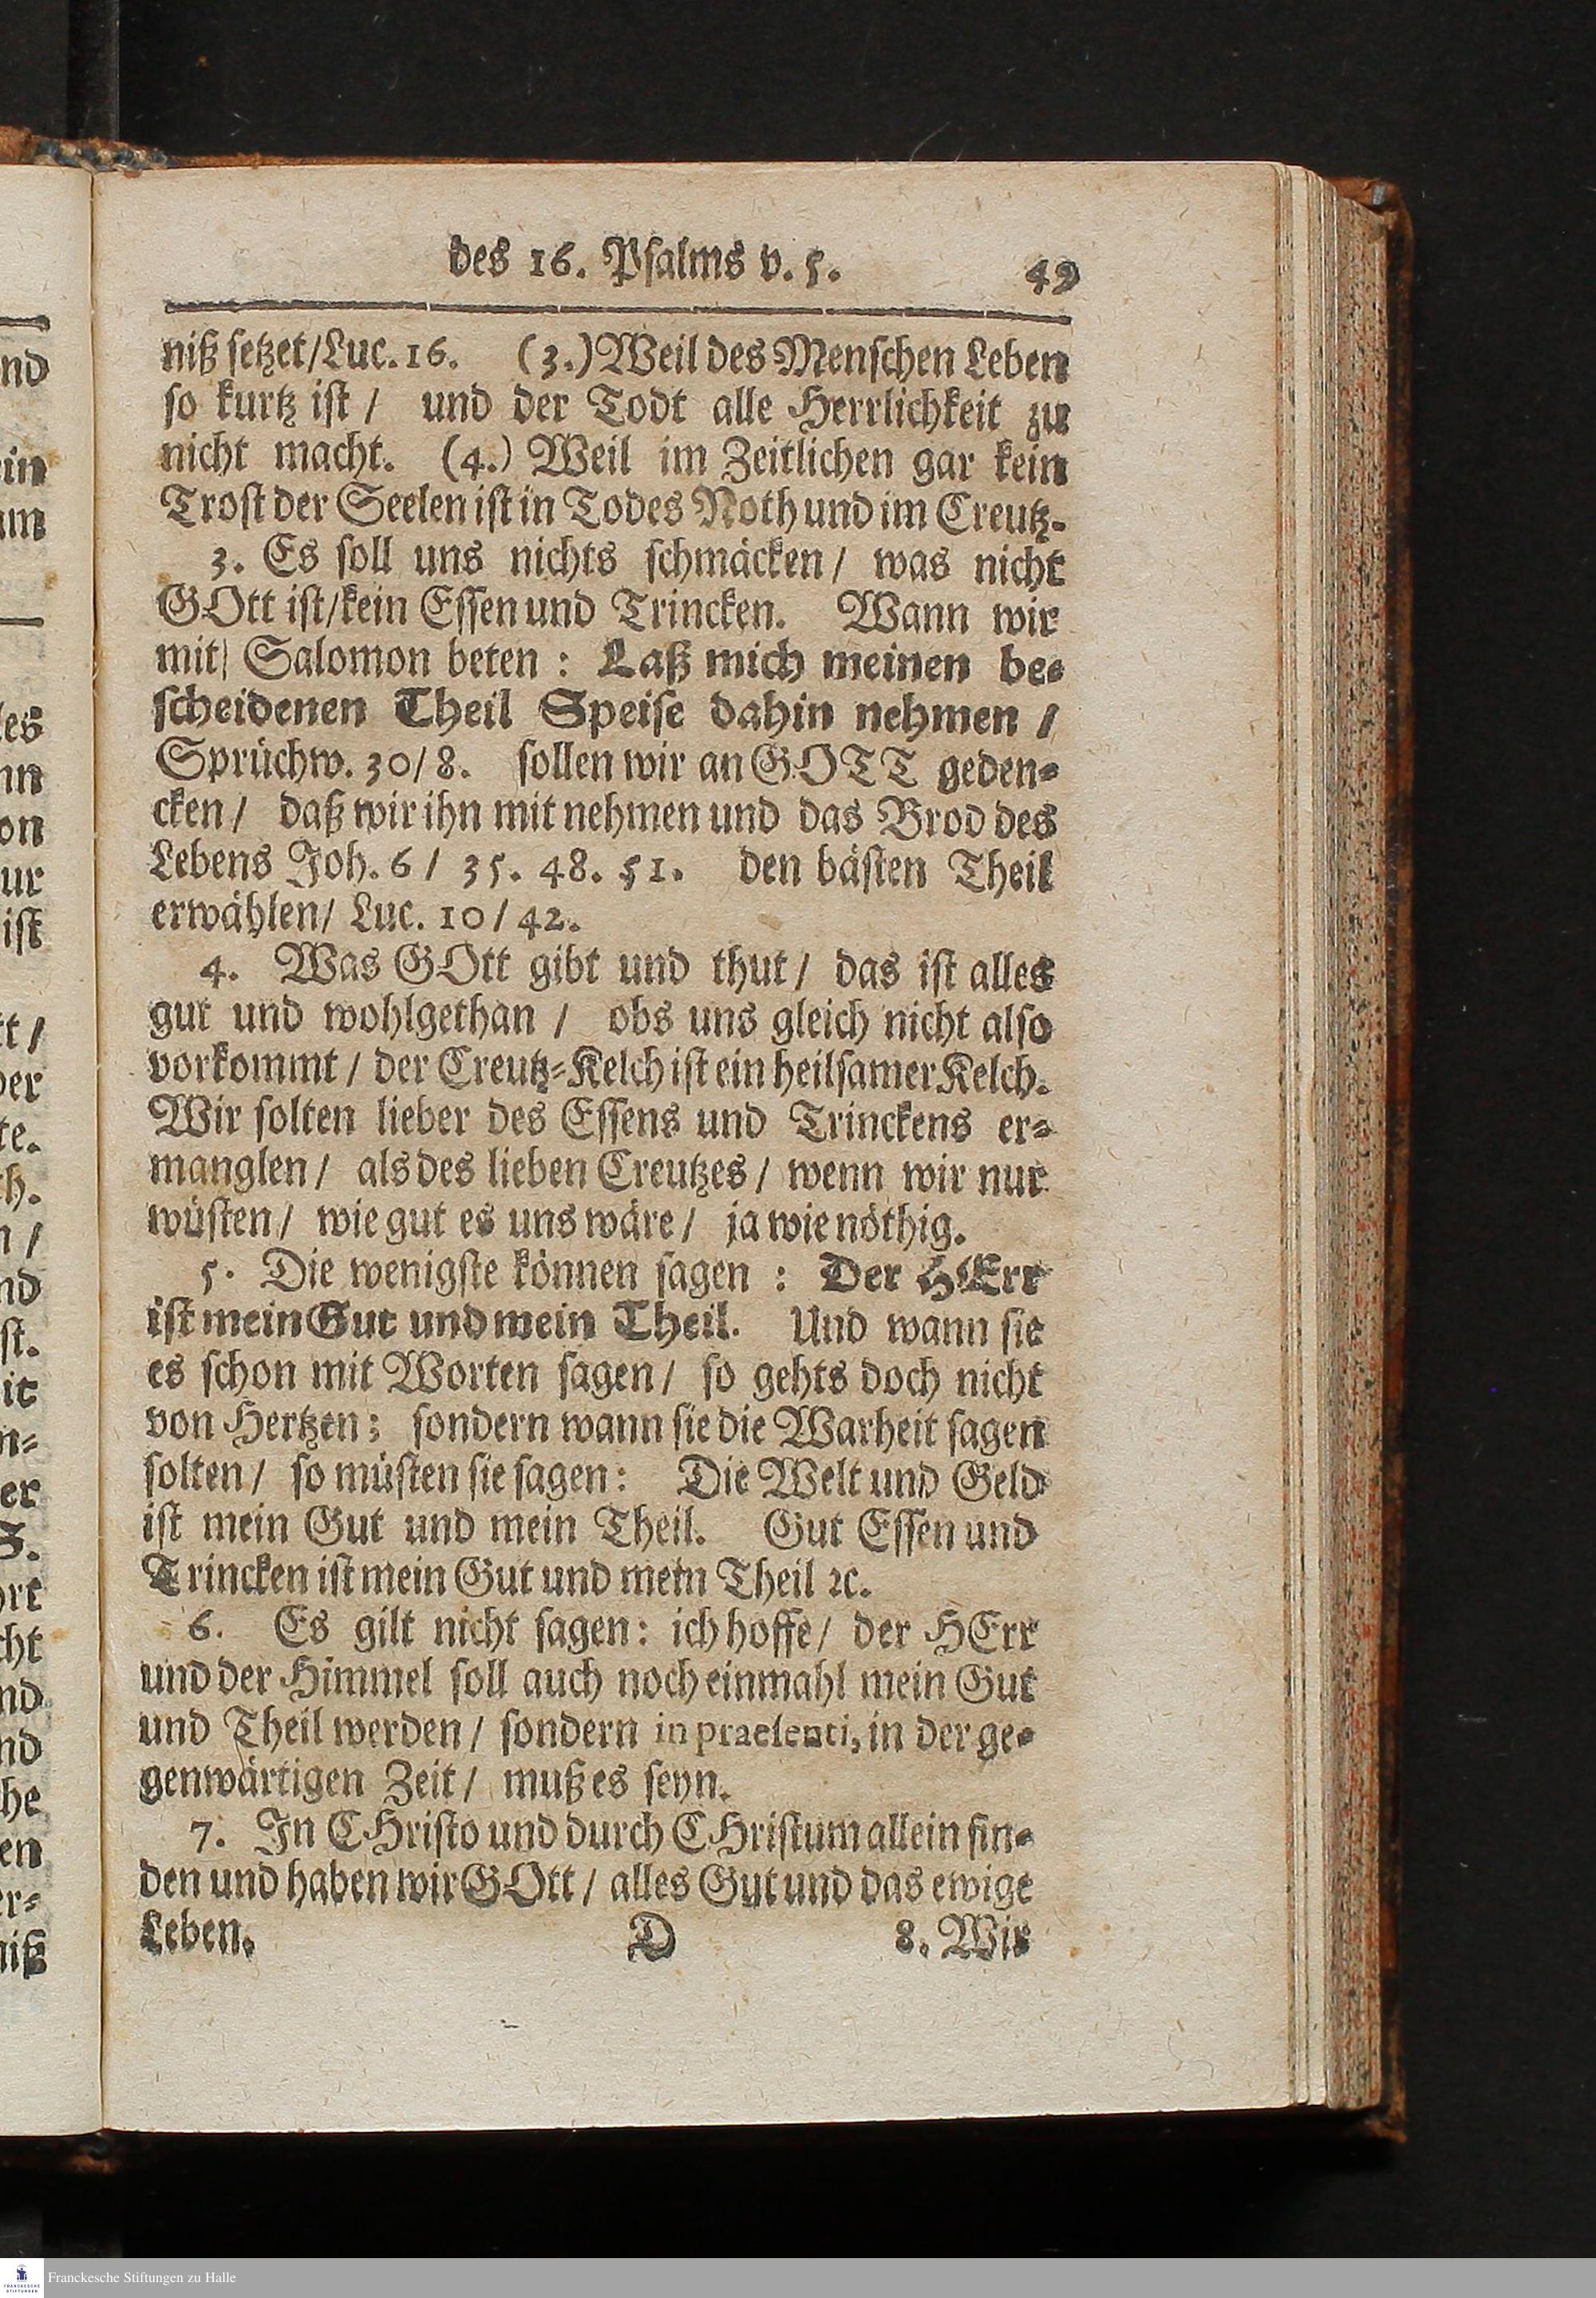 des 16. Psalms v. 5. 49
niß setzet/Luc. 16. (3.) Weil des Menschen Leben
so kurtz ist / und der Todt alle Herrlichkeit zu
nicht macht. (4.) Weil im Zeitlichen gar kein
Trost der Seelen ist in Todes Noth und im Creutz.
3. Es soll uns nichts schmäcken / was nicht
GOtt ist/kein Essen und Trincken. Wann wir
mit Salomon beten : Laß mich meinen be-
scheidenen Theil Speise dahin nehmen /
Sprüchw. 30/8. sollen wir an GOTT geden-
cken / daß wir ihn mit nehmen und das Brod des
Lebens Joh. 6 / 35. 48. 51. den bästen Theil
erwählen/ Luc. 10 / 42.
4. Was GOtt gibt und thut / das ist alles
gut und wohlgethan / obs uns gleich nicht also
vorkommt / der Creutz-Kelch ist ein heilsamer Kelch.
Wir solten lieber des Essens und Trinckens er-
manglen / als des lieben Creutzes / wenn wir nur
wüsten / wie gut es uns wäre / ja wie nöthig.
5. Die wenigste können sagen : Der HErr
ist mein Gut und mein Theil. Und wann sie
es schon mit Worten sagen / so gehts doch nicht
von Hertzen; sondern wann sie die Warheit sagen
solten / so müsten sie sagen: Die Welt und Geld
ist mein Gut und mein Theil. Gut Essen und
Trincken ist mein Gut und mein Theil ꝛc.
6. Es gilt nicht sagen: ich hoffe / der HErr
und der Himmel soll auch noch einmahl mein Gut
und Theil werden / sondern in praesenti, in der ge-
genwärtigen Zeit / muß es seyn.
7. In CHristo und durch CHristum allein fin-
den und haben wir GOtt / alles Gut und das ewige
Leben. D 8. Wir
Franckesche Stiftungen zu Halle